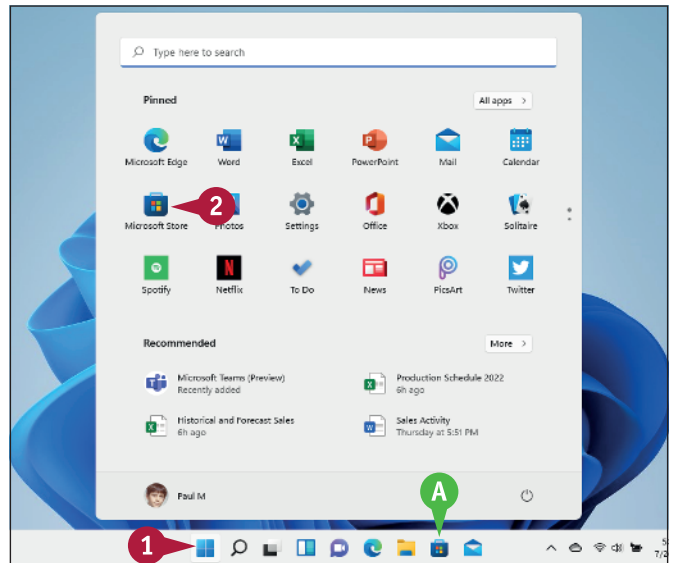 Type here to search
Pinned
All apps >
Microsoft Edge Word Excel PowerPoint Mail Calendar
2
Microsoft Store Photos Settings Office Xbox Solitaire
Spotify Netflix To Do News PicsArt Twitter
Recommended
More >
Microsoft Teams (Preview) Production Schedule 2022
Recently added 6h ago
Historical and Forecast Sales Sales Activity
6h ago Thursday at 5:51 PM
Paul M
A
1